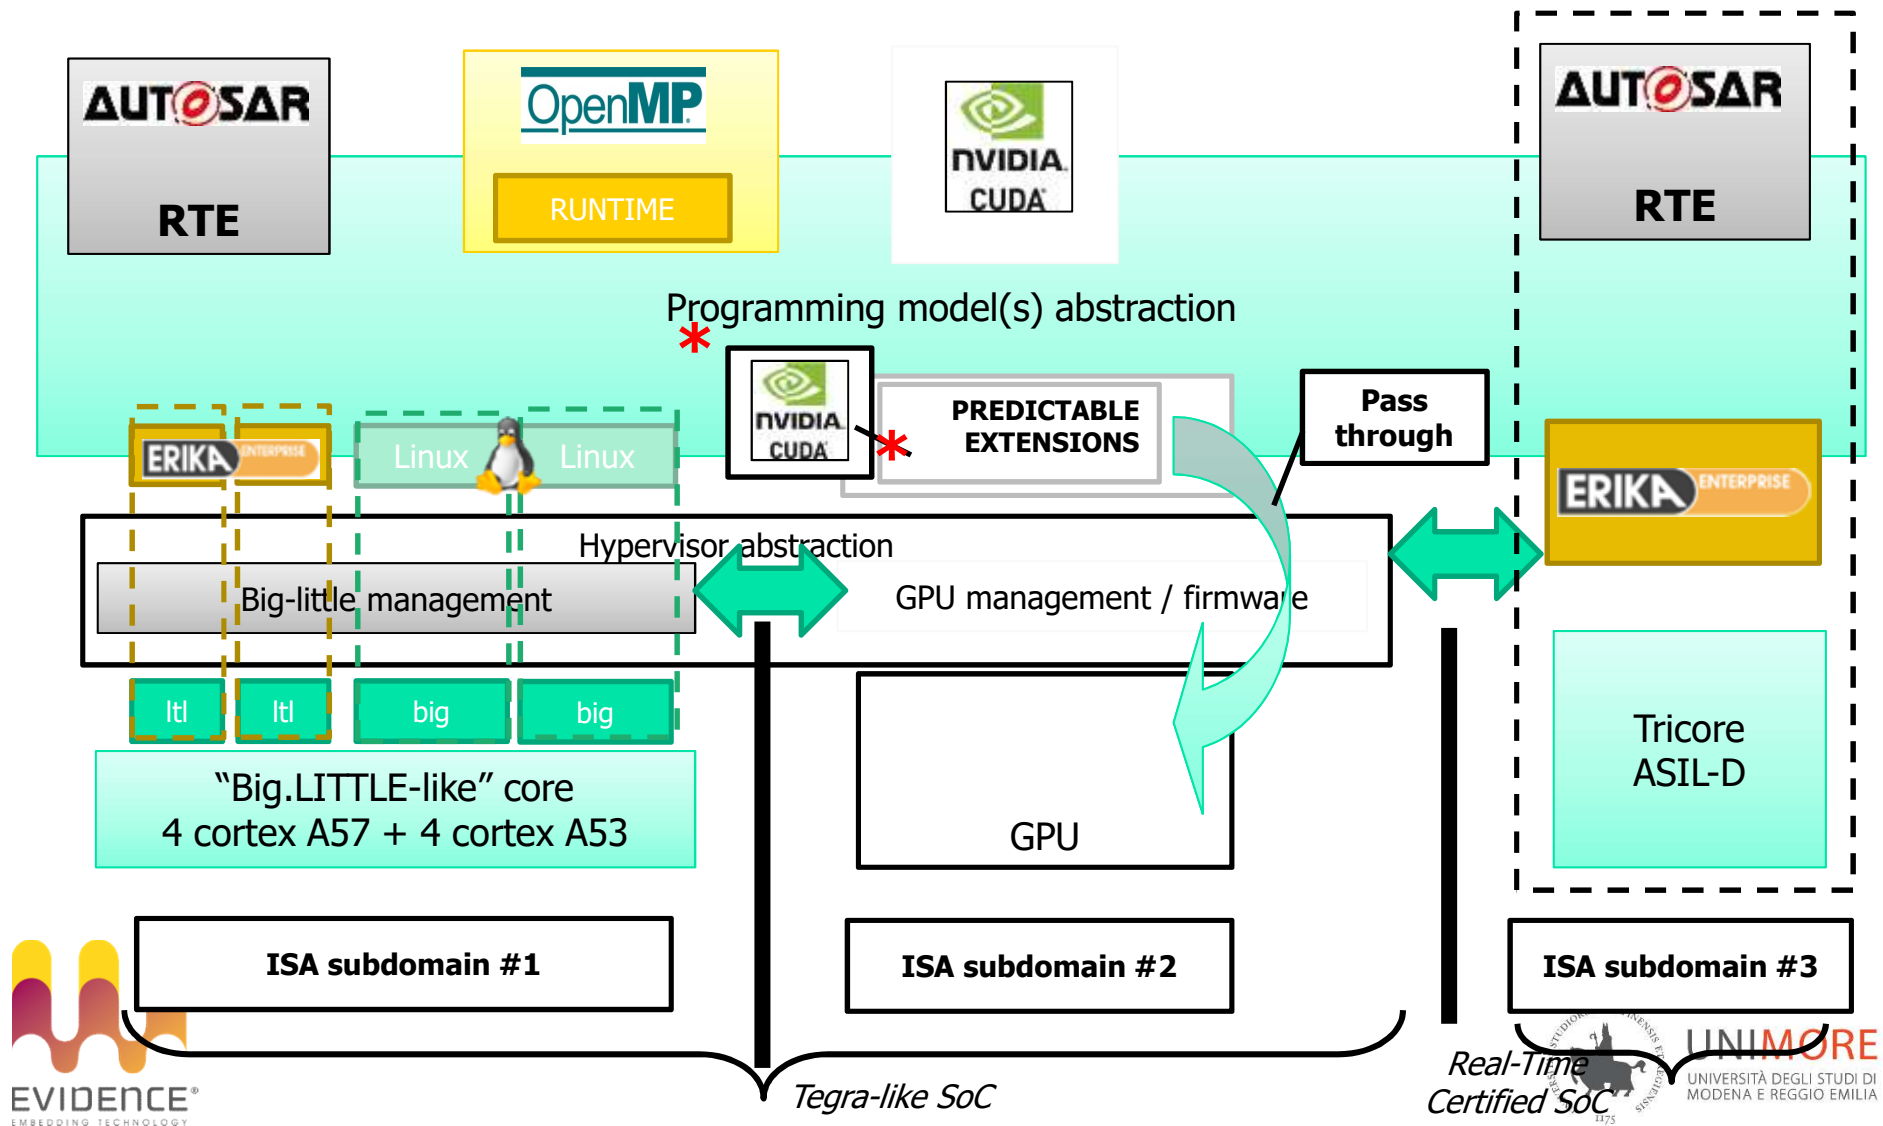 AUTOSAR
RTE
OpenMP
RUNTIME
NVIDIA.
CUDA
AUTOSAR
RTE
Programming model(s) abstraction
*
NVIDIA.
CUDA
*
PREDICTABLE
EXTENSIONS
Pass
through
ERIKA ENTERPRISE
Linux
Linux
ERIKA ENTERPRISE
Hypervisor abstraction
Big-little management
GPU management / firmware
ltl
ltl
big
big
“Big.LITTLE-like” core
4 cortex A57 + 4 cortex A53
GPU
Tricore
ASIL-D
ISA subdomain #1
ISA subdomain #2
ISA subdomain #3
Tegra-like SoC
Real-Time
Certified SoC
EVIDENCE®
EMBEDDING TECHNOLOGY
1175
UNIMORE
UNIVERSITÀ DEGLI STUDI DI
MODENA E REGGIO EMILIA